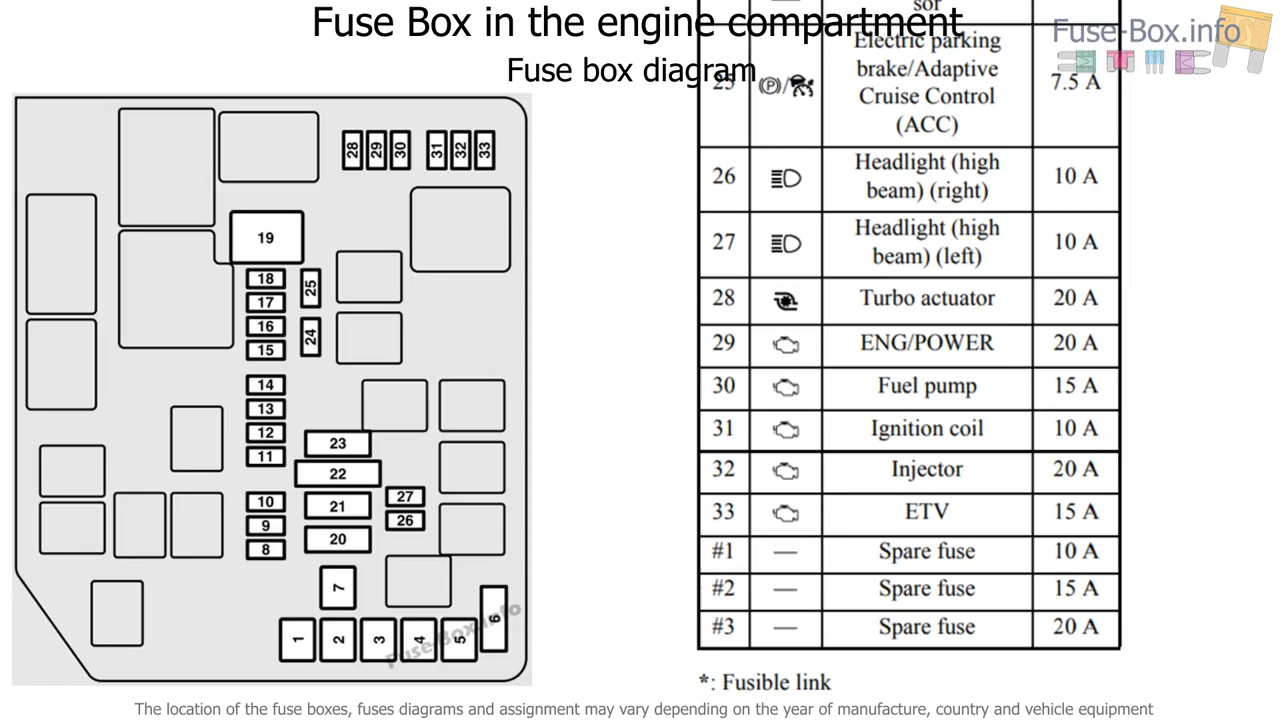 Fuse Box in the engine compartment
Fuse box diagram
Fuse-Box.info
28 29 30 31 32 33
19
18
17
16
15
25
24
14
13
12
11
23
22
10
9
8
21
20
27
26
7
1 2 3 4 5 6
Fuse-Box.info
sor
25 (P)/ Electric parking
brake/Adaptive
Cruise Control
(ACC) 7.5 A
26 Headlight (high
beam) (right) 10 A
27 Headlight (high
beam) (left) 10 A
28 Turbo actuator 20 A
29 ENG/POWER 20 A
30 Fuel pump 15 A
31 Ignition coil 10 A
32 Injector 20 A
33 ETV 15 A
#1 — Spare fuse 10 A
#2 — Spare fuse 15 A
#3 — Spare fuse 20 A
*: Fusible link
The location of the fuse boxes, fuses diagrams and assignment may vary depending on the year of manufacture, country and vehicle equipment